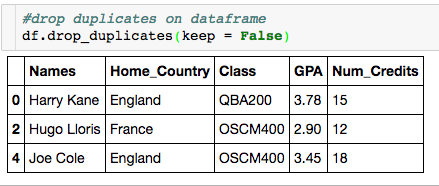 #drop duplicates on dataframe
df.drop_duplicates(keep = False)
Names Home_Country Class GPA Num_Credits
0 Harry Kane England QBA200 3.78 15
2 Hugo Lloris France OSCM400 2.90 12
4 Joe Cole England OSCM400 3.45 18